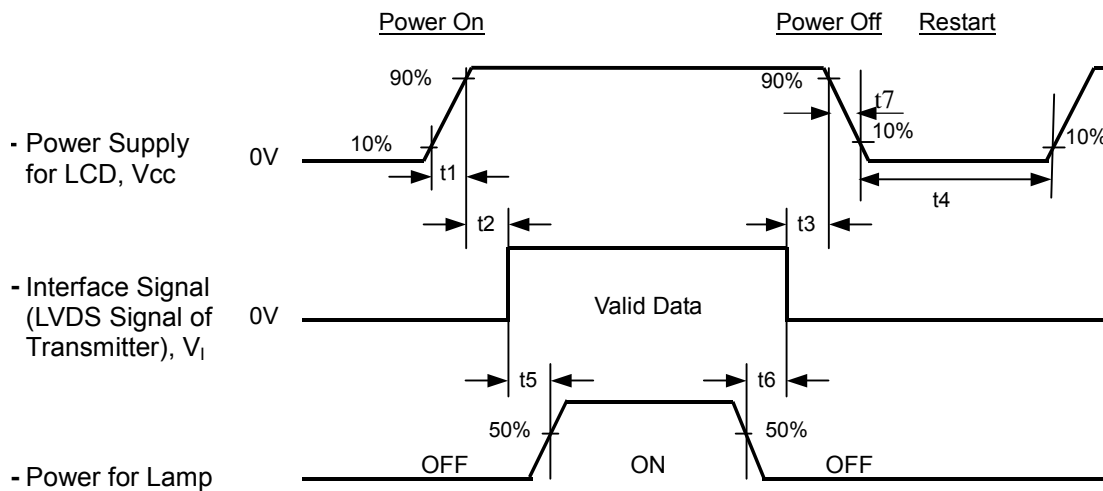 Power On
Power Off
Restart
90%
90%
t7
- Power Supply
for LCD, Vcc
0V
10%
10%
10%
t1
t4
t2
t3
- Interface Signal
(LVDS Signal of
Transmitter), VI
0V
Valid Data
t5
t6
50%
50%
- Power for Lamp
OFF
ON
OFF